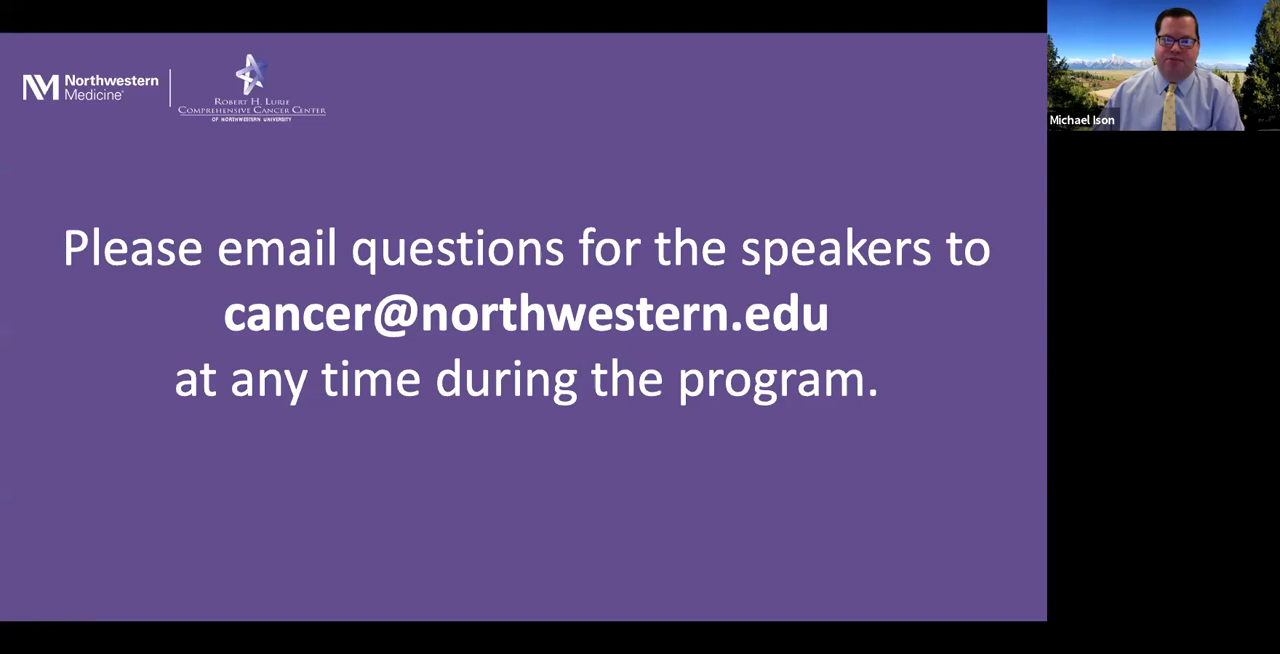 Northwestern
Medicine®
ROBERT H. LURIE
COMPREHENSIVE CANCER CENTER
OF NORTHWESTERN UNIVERSITY
Please email questions for the speakers to
cancer@northwestern.edu
at any time during the program.
Michael Ison